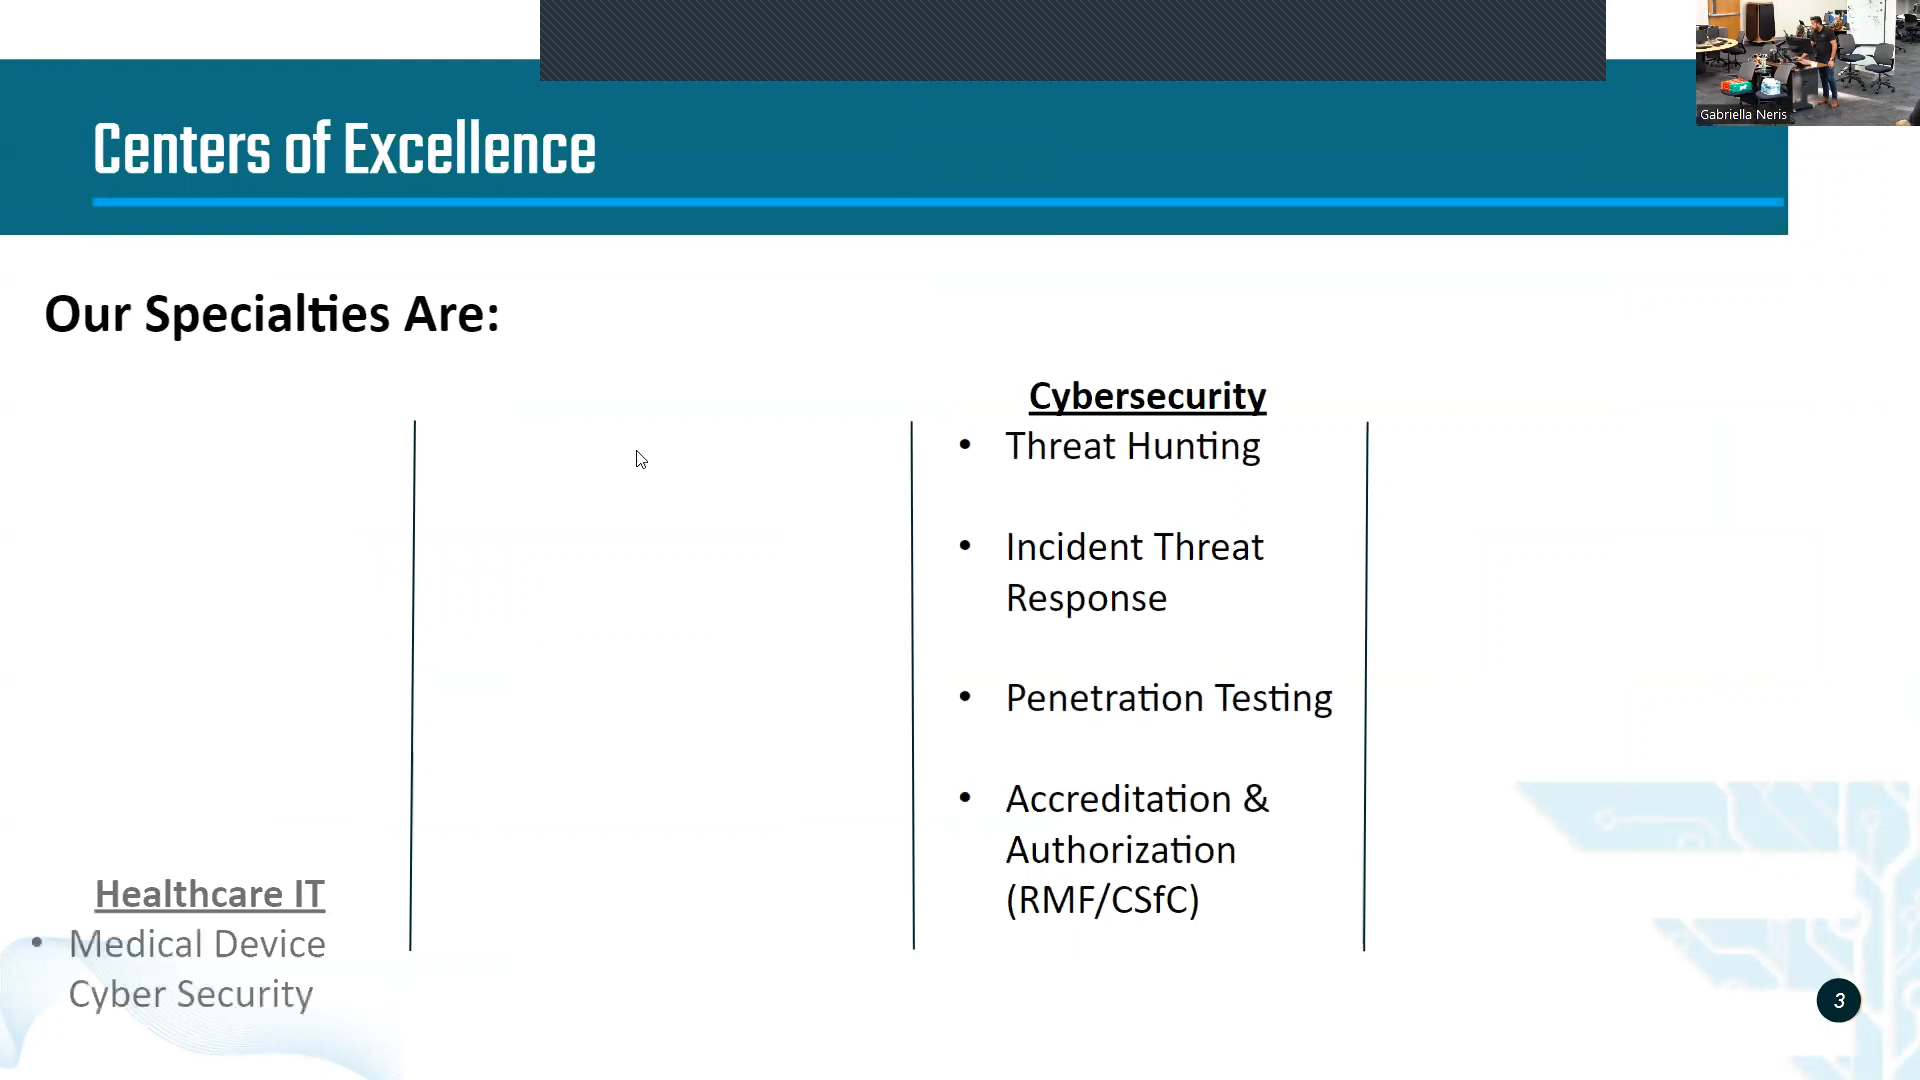 Gabriella Neris
Centers of Excellence
Our Specialties Are:
Cybersecurity
• Threat Hunting
• Incident Threat
Response
• Penetration Testing
• Accreditation &
Authorization
(RMF/CSfC)
Healthcare IT
• Medical Device
Cyber Security
3